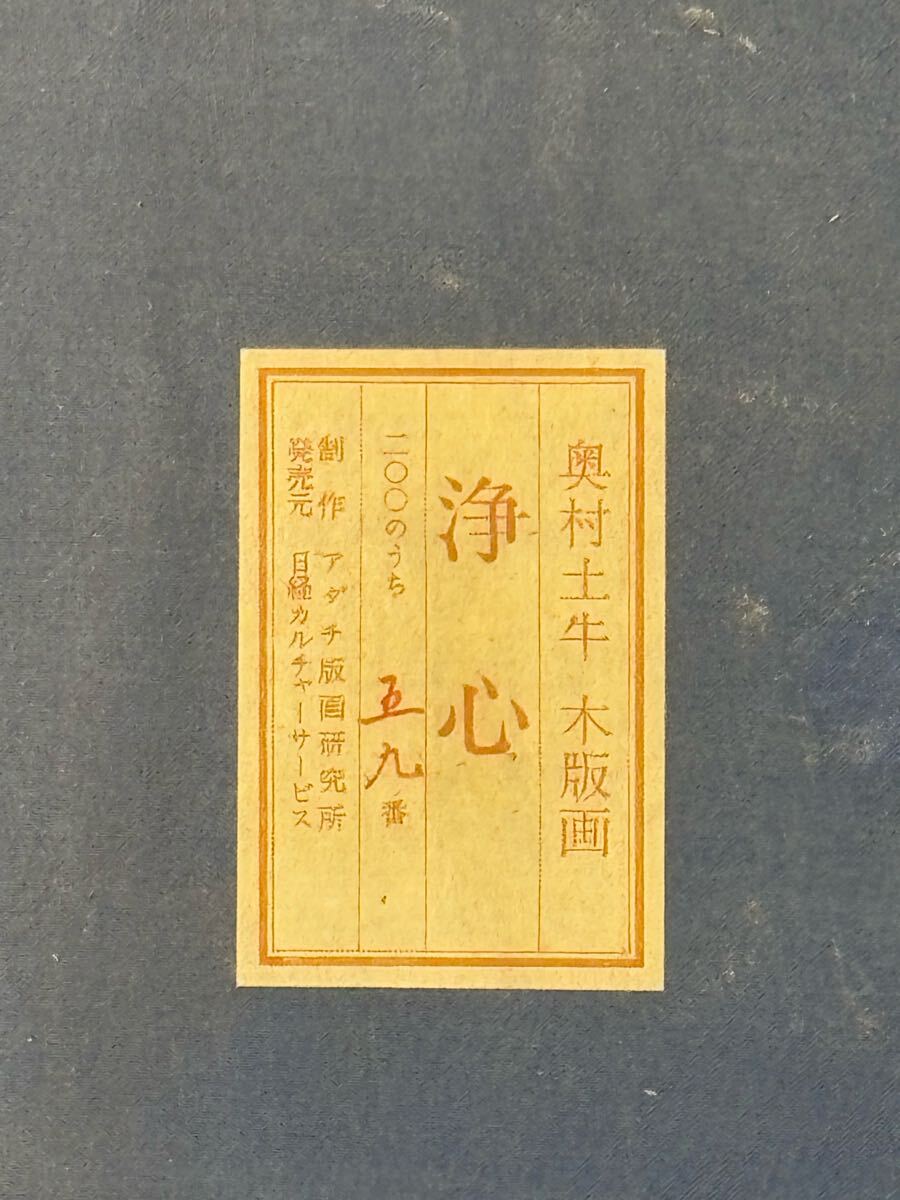 奥村土牛 木版画
浄心
二〇〇のうち 五九番
制作 アダチ版画研究所
発売元 日経カルチャーサービス